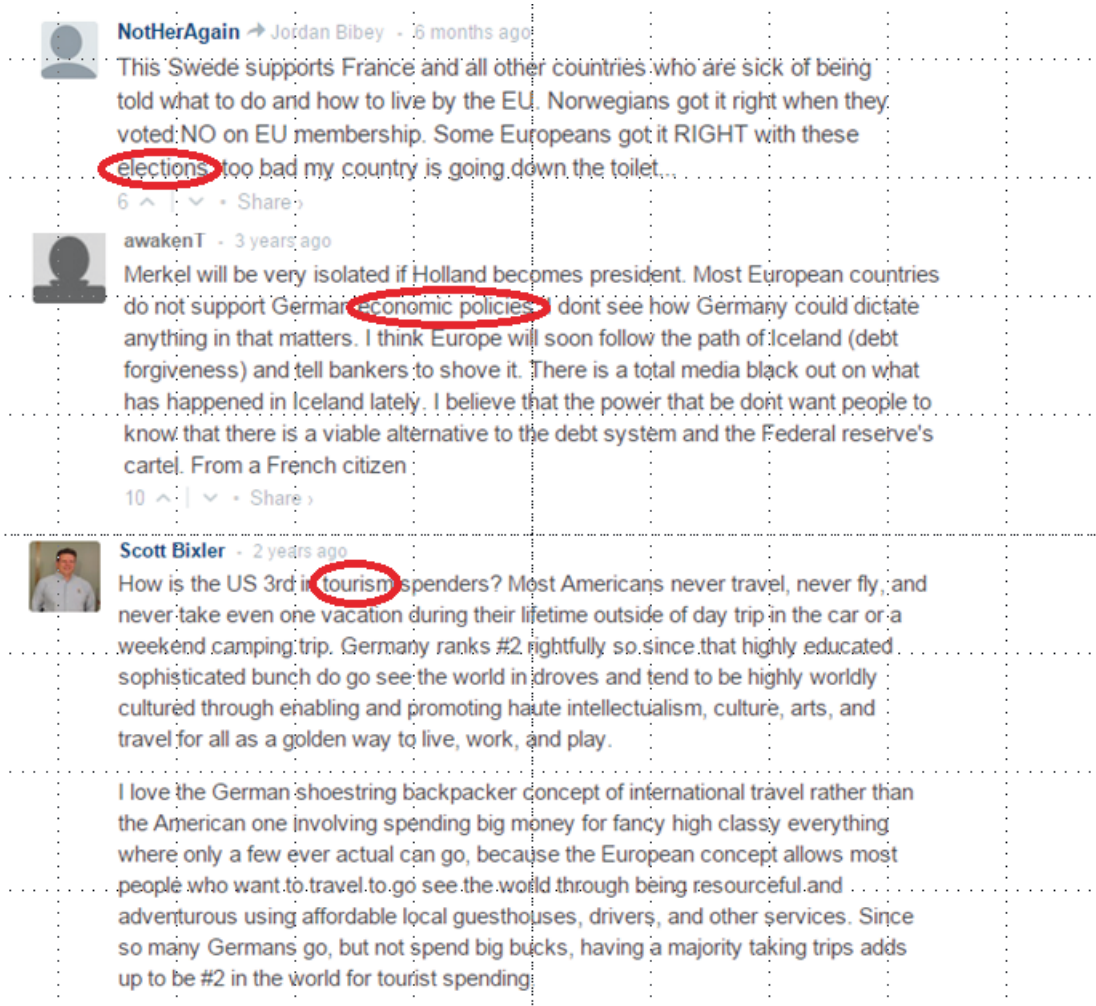 NotHerAgain Jordan Bibey • 6 months ago
This Swede supports France and all other countries who are sick of being
told what to do and how to live by the EU. Norwegians got it right when they
voted NO on EU membership. Some Europeans got it RIGHT with these
elections, too bad my country is going down the toilet...
6 • Share ›
awakenT • 3 years ago
Merkel will be very isolated if Holland becomes president. Most European countries
do not support German economic policies. I dont see how Germany could dictate
anything in that matters. I think Europe will soon follow the path of Iceland (debt
forgiveness) and tell bankers to shove it. There is a total media black out on what
has happened in Iceland lately. I believe that the power that be dont want people to
know that there is a viable alternative to the debt system and the Federal reserve's
cartel. From a French citizen
10 • Share ›
Scott Bixler • 2 years ago
How is the US 3rd in tourism spenders? Most Americans never travel, never fly, and
never take even one vacation during their lifetime outside of day trip in the car or a
weekend camping trip. Germany ranks #2 rightfully so since that highly educated
sophisticated bunch do go see the world in droves and tend to be highly worldly
cultured through enabling and promoting haute intellectualism, culture, arts, and
travel for all as a golden way to live, work, and play.
I love the German shoestring backpacker concept of international travel rather than
the American one involving spending big money for fancy high classy everything
where only a few ever actual can go, because the European concept allows most
people who want to travel to go see the world through being resourceful and
adventurous using affordable local guesthouses, drivers, and other services. Since
so many Germans go, but not spend big bucks, having a majority taking trips adds
up to be #2 in the world for tourist spending